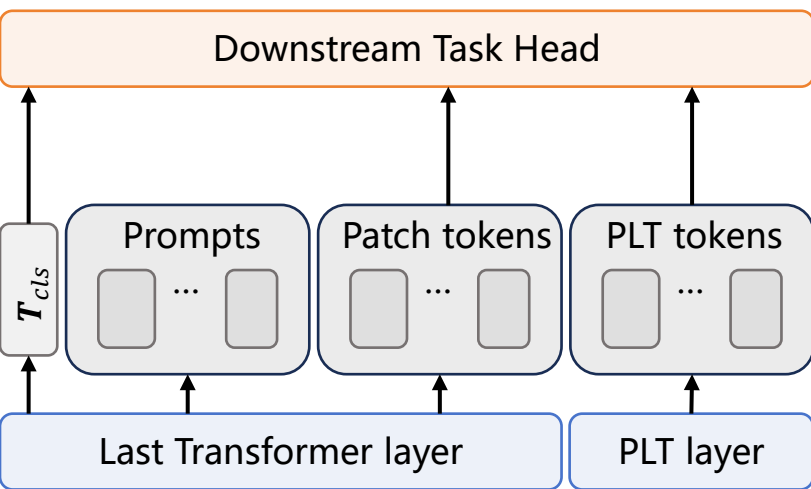 Downstream Task Head
T_cls
Prompts
...
Patch tokens
...
PLT tokens
...
Last Transformer layer
PLT layer